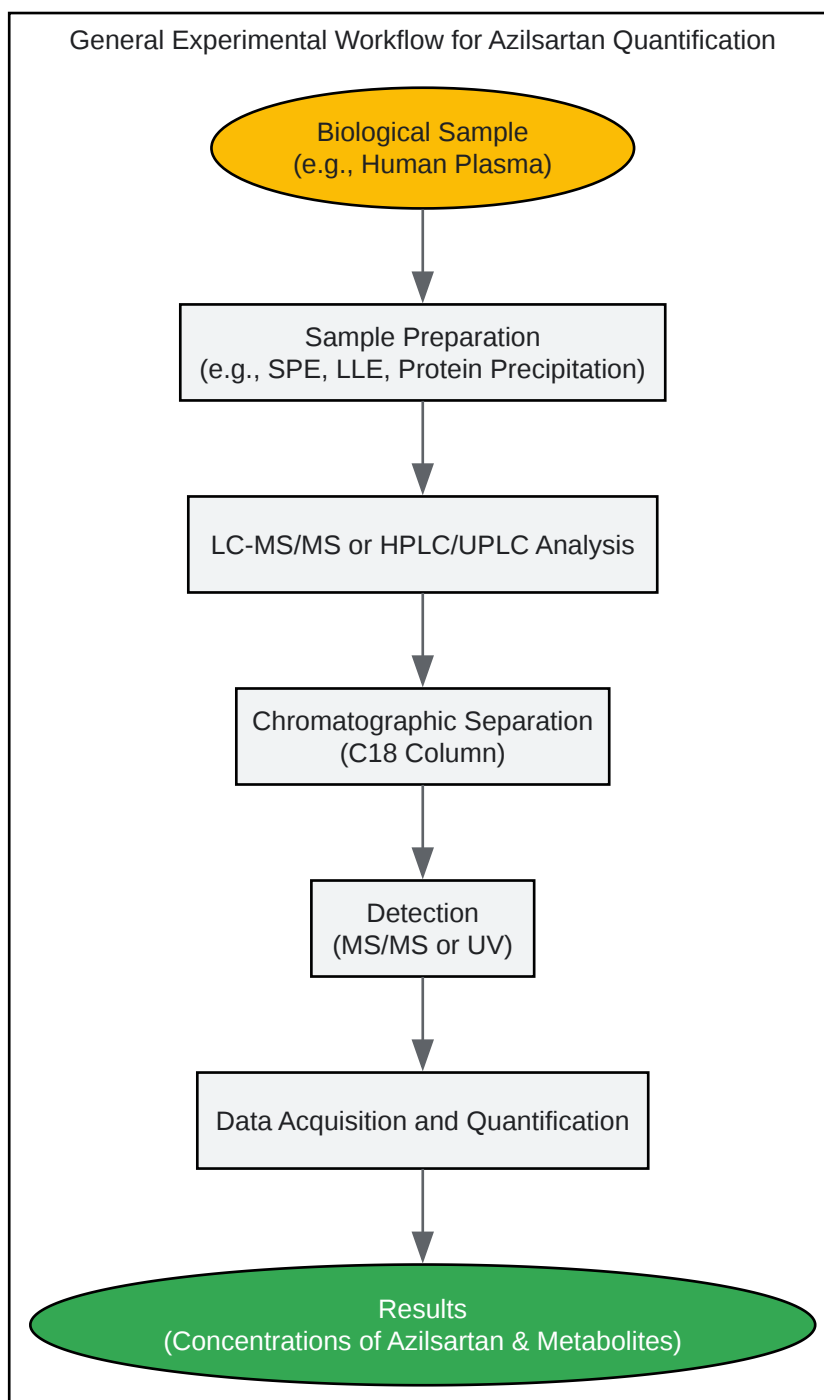 General Experimental Workflow for Azilsartan Quantification
Biological Sample
(e.g., Human Plasma)
Sample Preparation
(e.g., SPE, LLE, Protein Precipitation)
LC-MS/MS or HPLC/UPLC Analysis
Chromatographic Separation
(C18 Column)
Detection
(MS/MS or UV)
Data Acquisition and Quantification
Results
(Concentrations of Azilsartan & Metabolites)